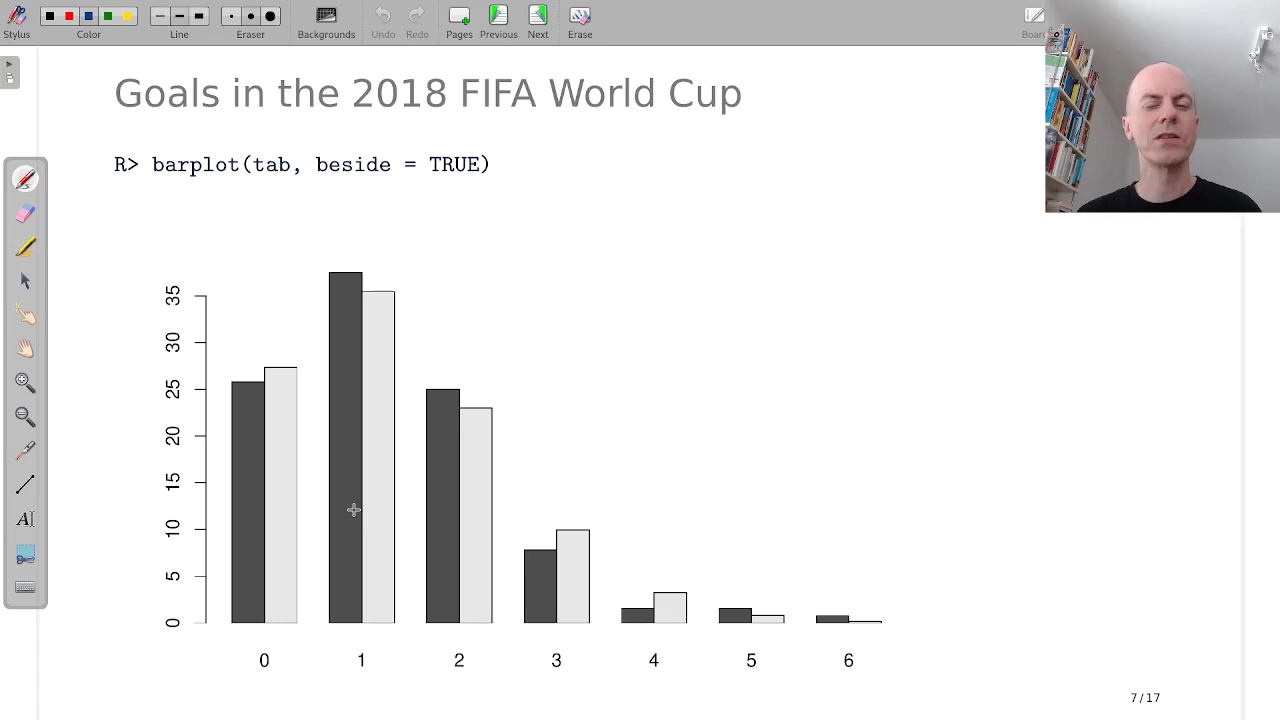 Stylus
Color
Line
Eraser
Backgrounds
Undo
Redo
Pages
Previous
Next
Erase
Board
Goals in the 2018 FIFA World Cup
R> barplot(tab, beside = TRUE)
35
30
25
20
15
10
5
0
0 1 2 3 4 5 6
7 / 17